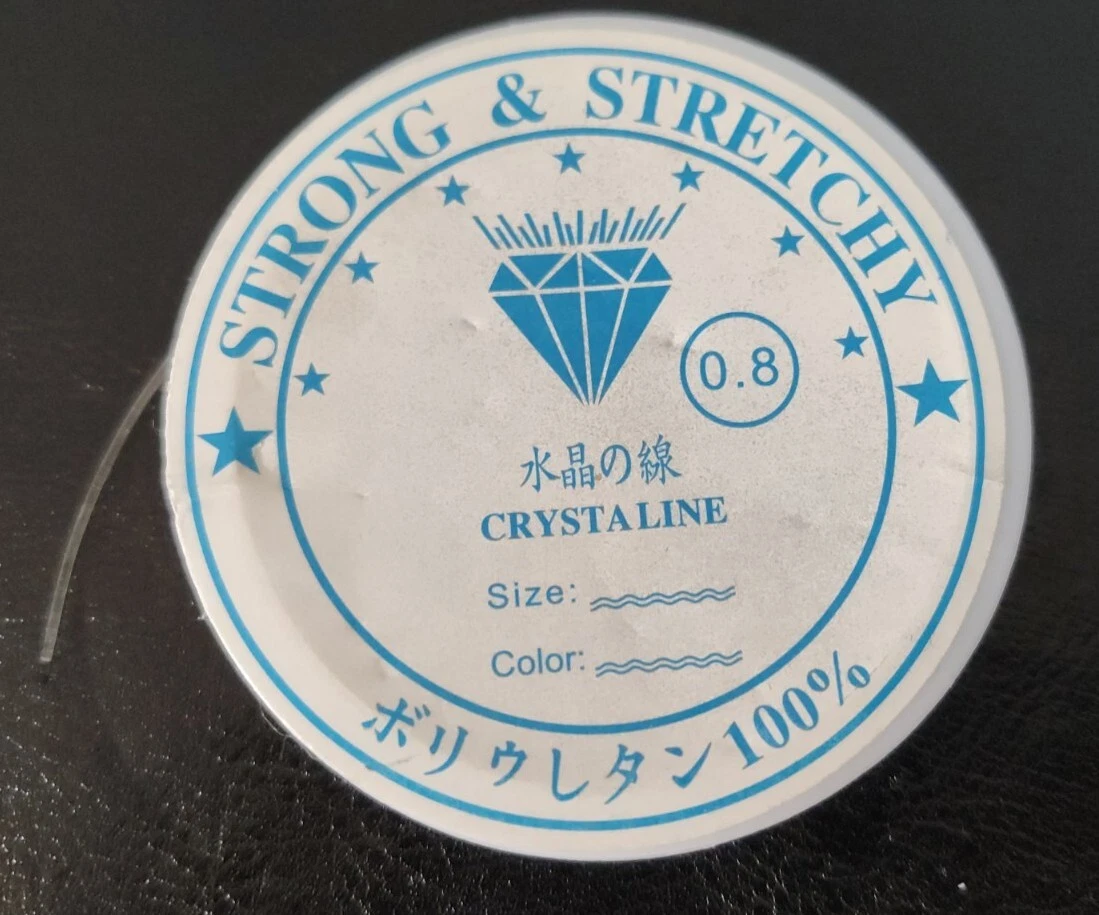 STRONG & STRETCHY
0.8
水晶の線
CRYSTALINE
Size:
Color:
ボリウしタン100%